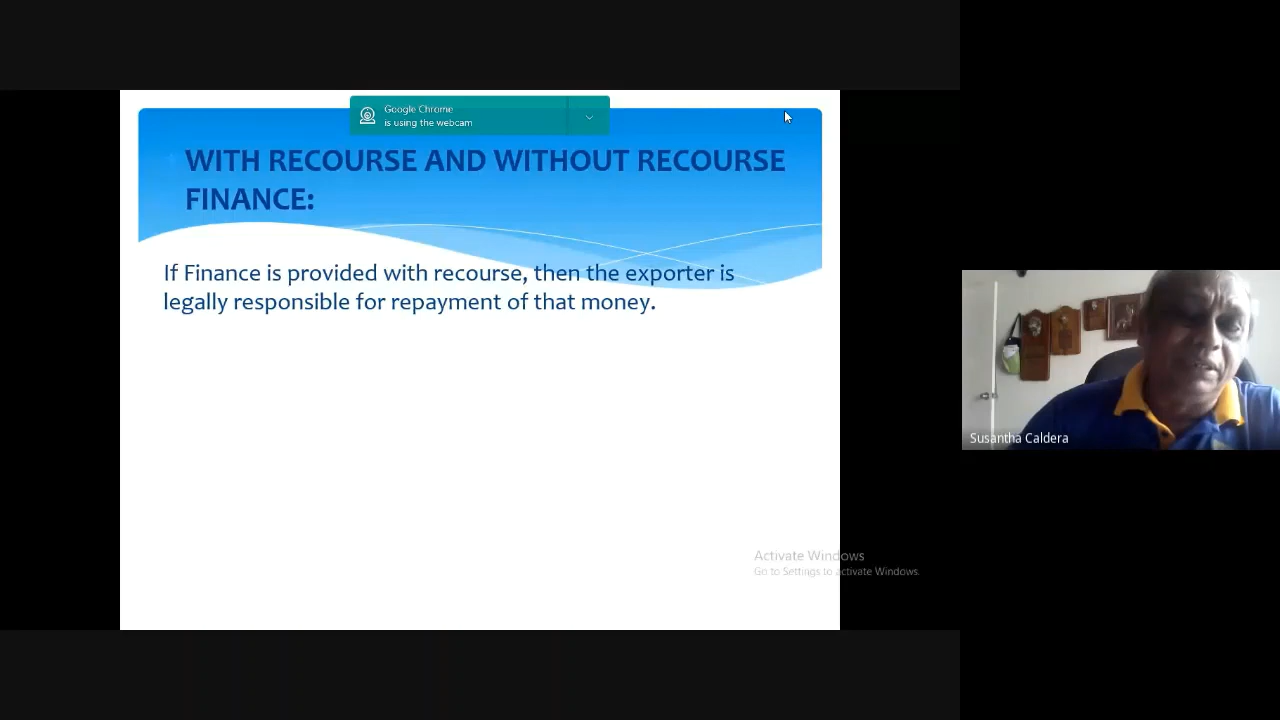 Google Chrome
is using the webcam
WITH RECOURSE AND WITHOUT RECOURSE
FINANCE:
If Finance is provided with recourse, then the exporter is
legally responsible for repayment of that money.
Susantha Caldera
Activate Windows
Go to Settings to activate Windows.